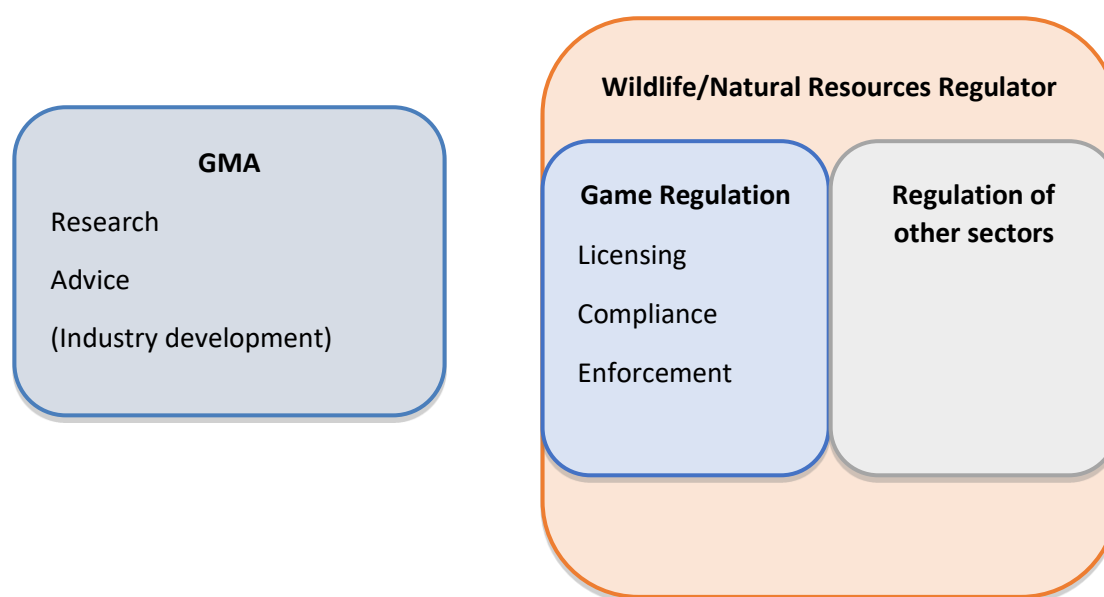 GMA
Research
Advice
(Industry development)
Wildlife/Natural Resources Regulator
Game Regulation
Licensing
Compliance
Enforcement
Regulation of
other sectors